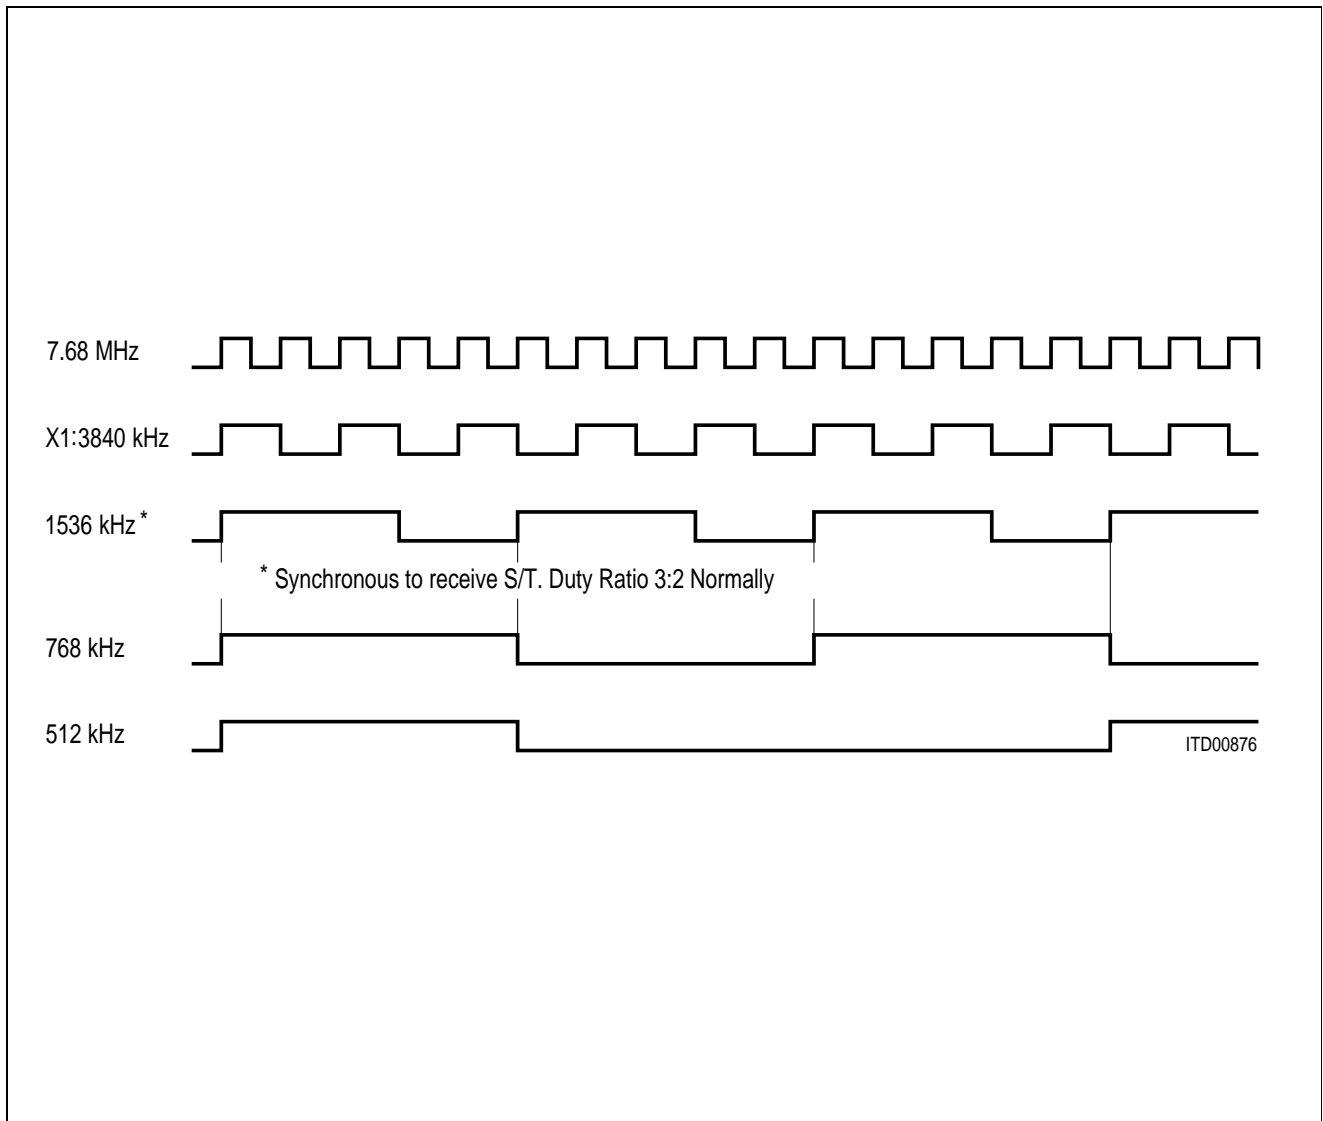 7.68 MHz
X1:3840 kHz
1536 kHz *
* Synchronous to receive S/T. Duty Ratio 3:2 Normally
768 kHz
512 kHz
ITD00876